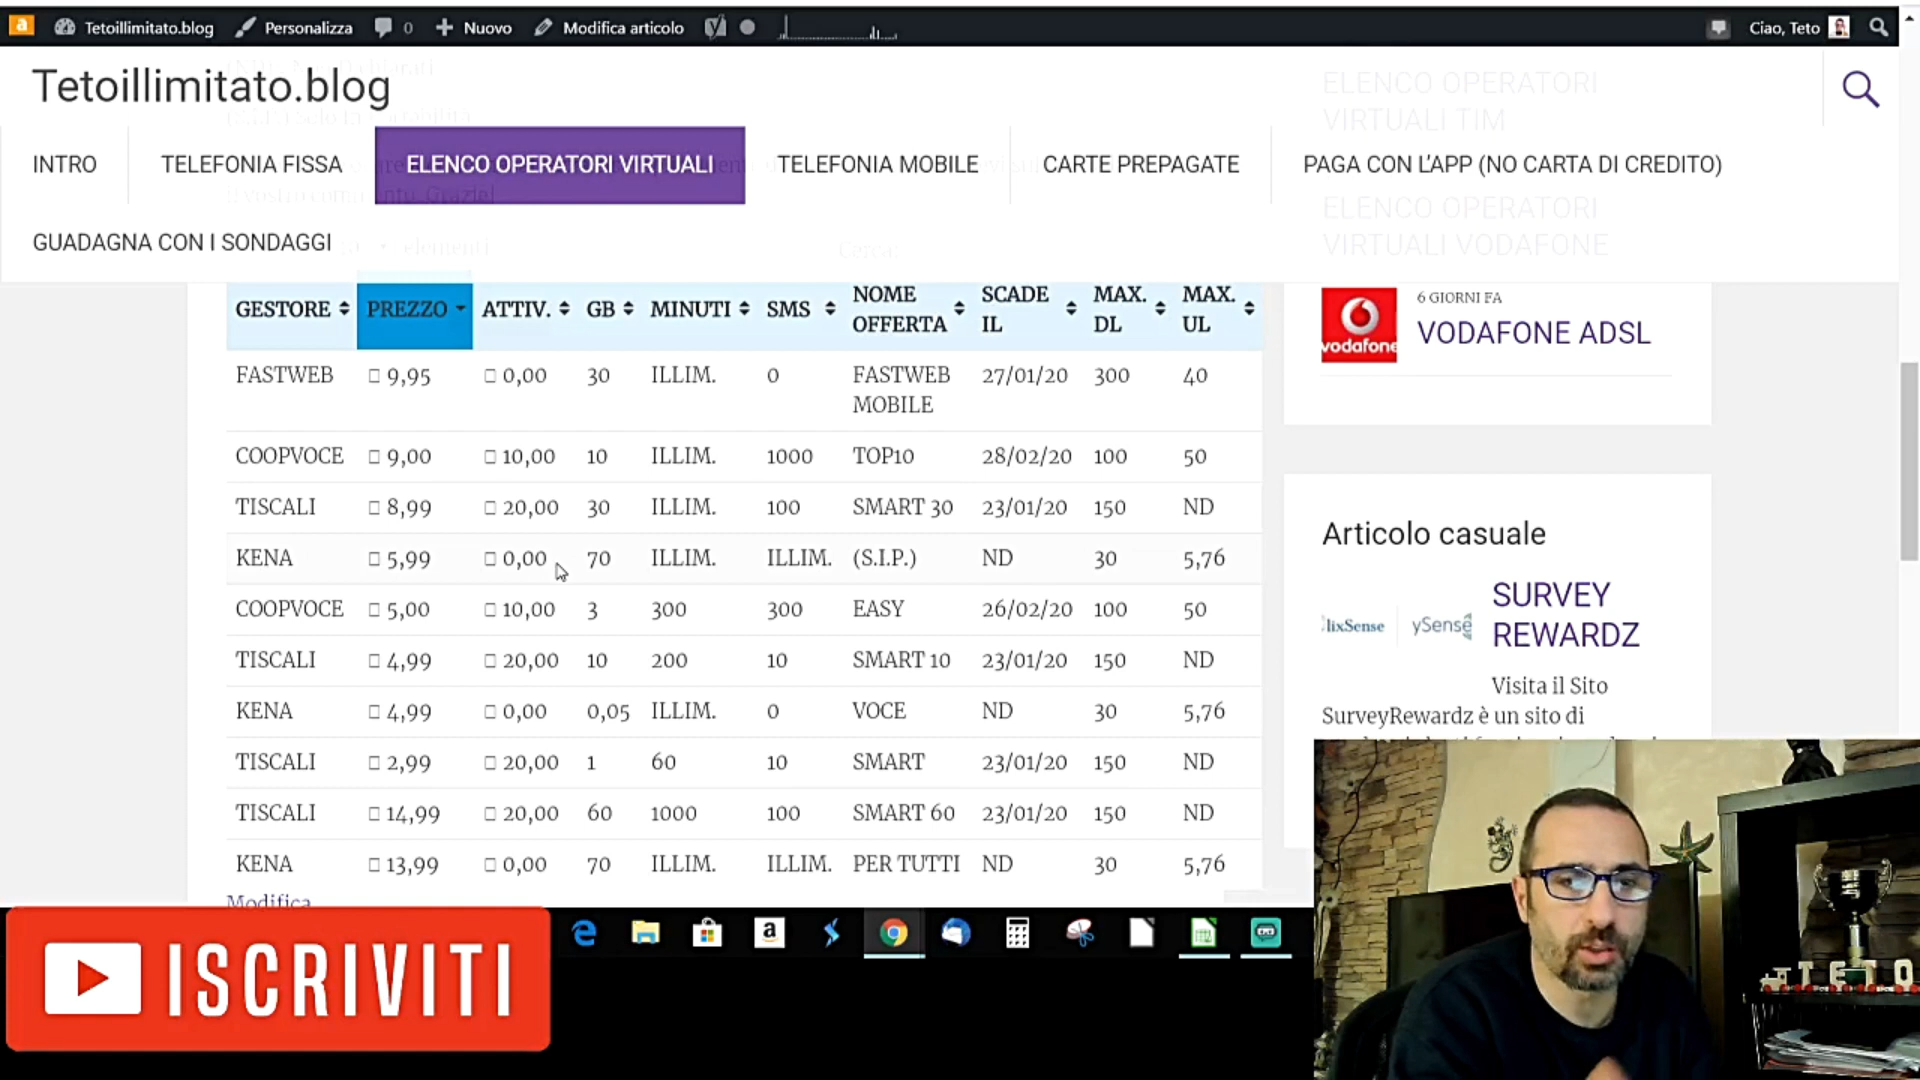 a Tetoillimitato.blog Personalizza 0 Nuovo Modifica articolo Ciao, Teto
Tetoillimitato.blog
ELENCO OPERATORI
VIRTUALI TIM
INTRO TELEFONIA FISSA ELENCO OPERATORI VIRTUALI TELEFONIA MOBILE CARTE PREPAGATE PAGA CON L'APP (NO CARTA DI CREDITO)
ELENCO OPERATORI
VIRTUALI VODAFONE
GUADAGNA CON I SONDAGGI
elementi
Cerca:
GESTORE PREZZO ATTIV. GB MINUTI SMS NOME OFFERTA SCADE IL MAX. DL MAX. UL
FASTWEB 9,95 0,00 30 ILLIM. 0 FASTWEB MOBILE 27/01/20 300 40
COOPVOCE 9,00 10,00 10 ILLIM. 1000 TOP10 28/02/20 100 50
TISCALI 8,99 20,00 30 ILLIM. 100 SMART 30 23/01/20 150 ND
KENA 5,99 0,00 70 ILLIM. ILLIM. (S.I.P.) ND 30 5,76
COOPVOCE 5,00 10,00 3 300 300 EASY 26/02/20 100 50
TISCALI 4,99 20,00 10 200 10 SMART 10 23/01/20 150 ND
KENA 4,99 0,00 0,05 ILLIM. 0 VOCE ND 30 5,76
TISCALI 2,99 20,00 1 60 10 SMART 23/01/20 150 ND
TISCALI 14,99 20,00 60 1000 100 SMART 60 23/01/20 150 ND
KENA 13,99 0,00 70 ILLIM. ILLIM. PER TUTTI ND 30 5,76
Modifica
vodafone
6 GIORNI FA
VODAFONE ADSL
Articolo casuale
lixSense ySense
SURVEY
REWARDZ
Visita il Sito
SurveyRewardz è un sito di
ISCRIVITI
a
TETO